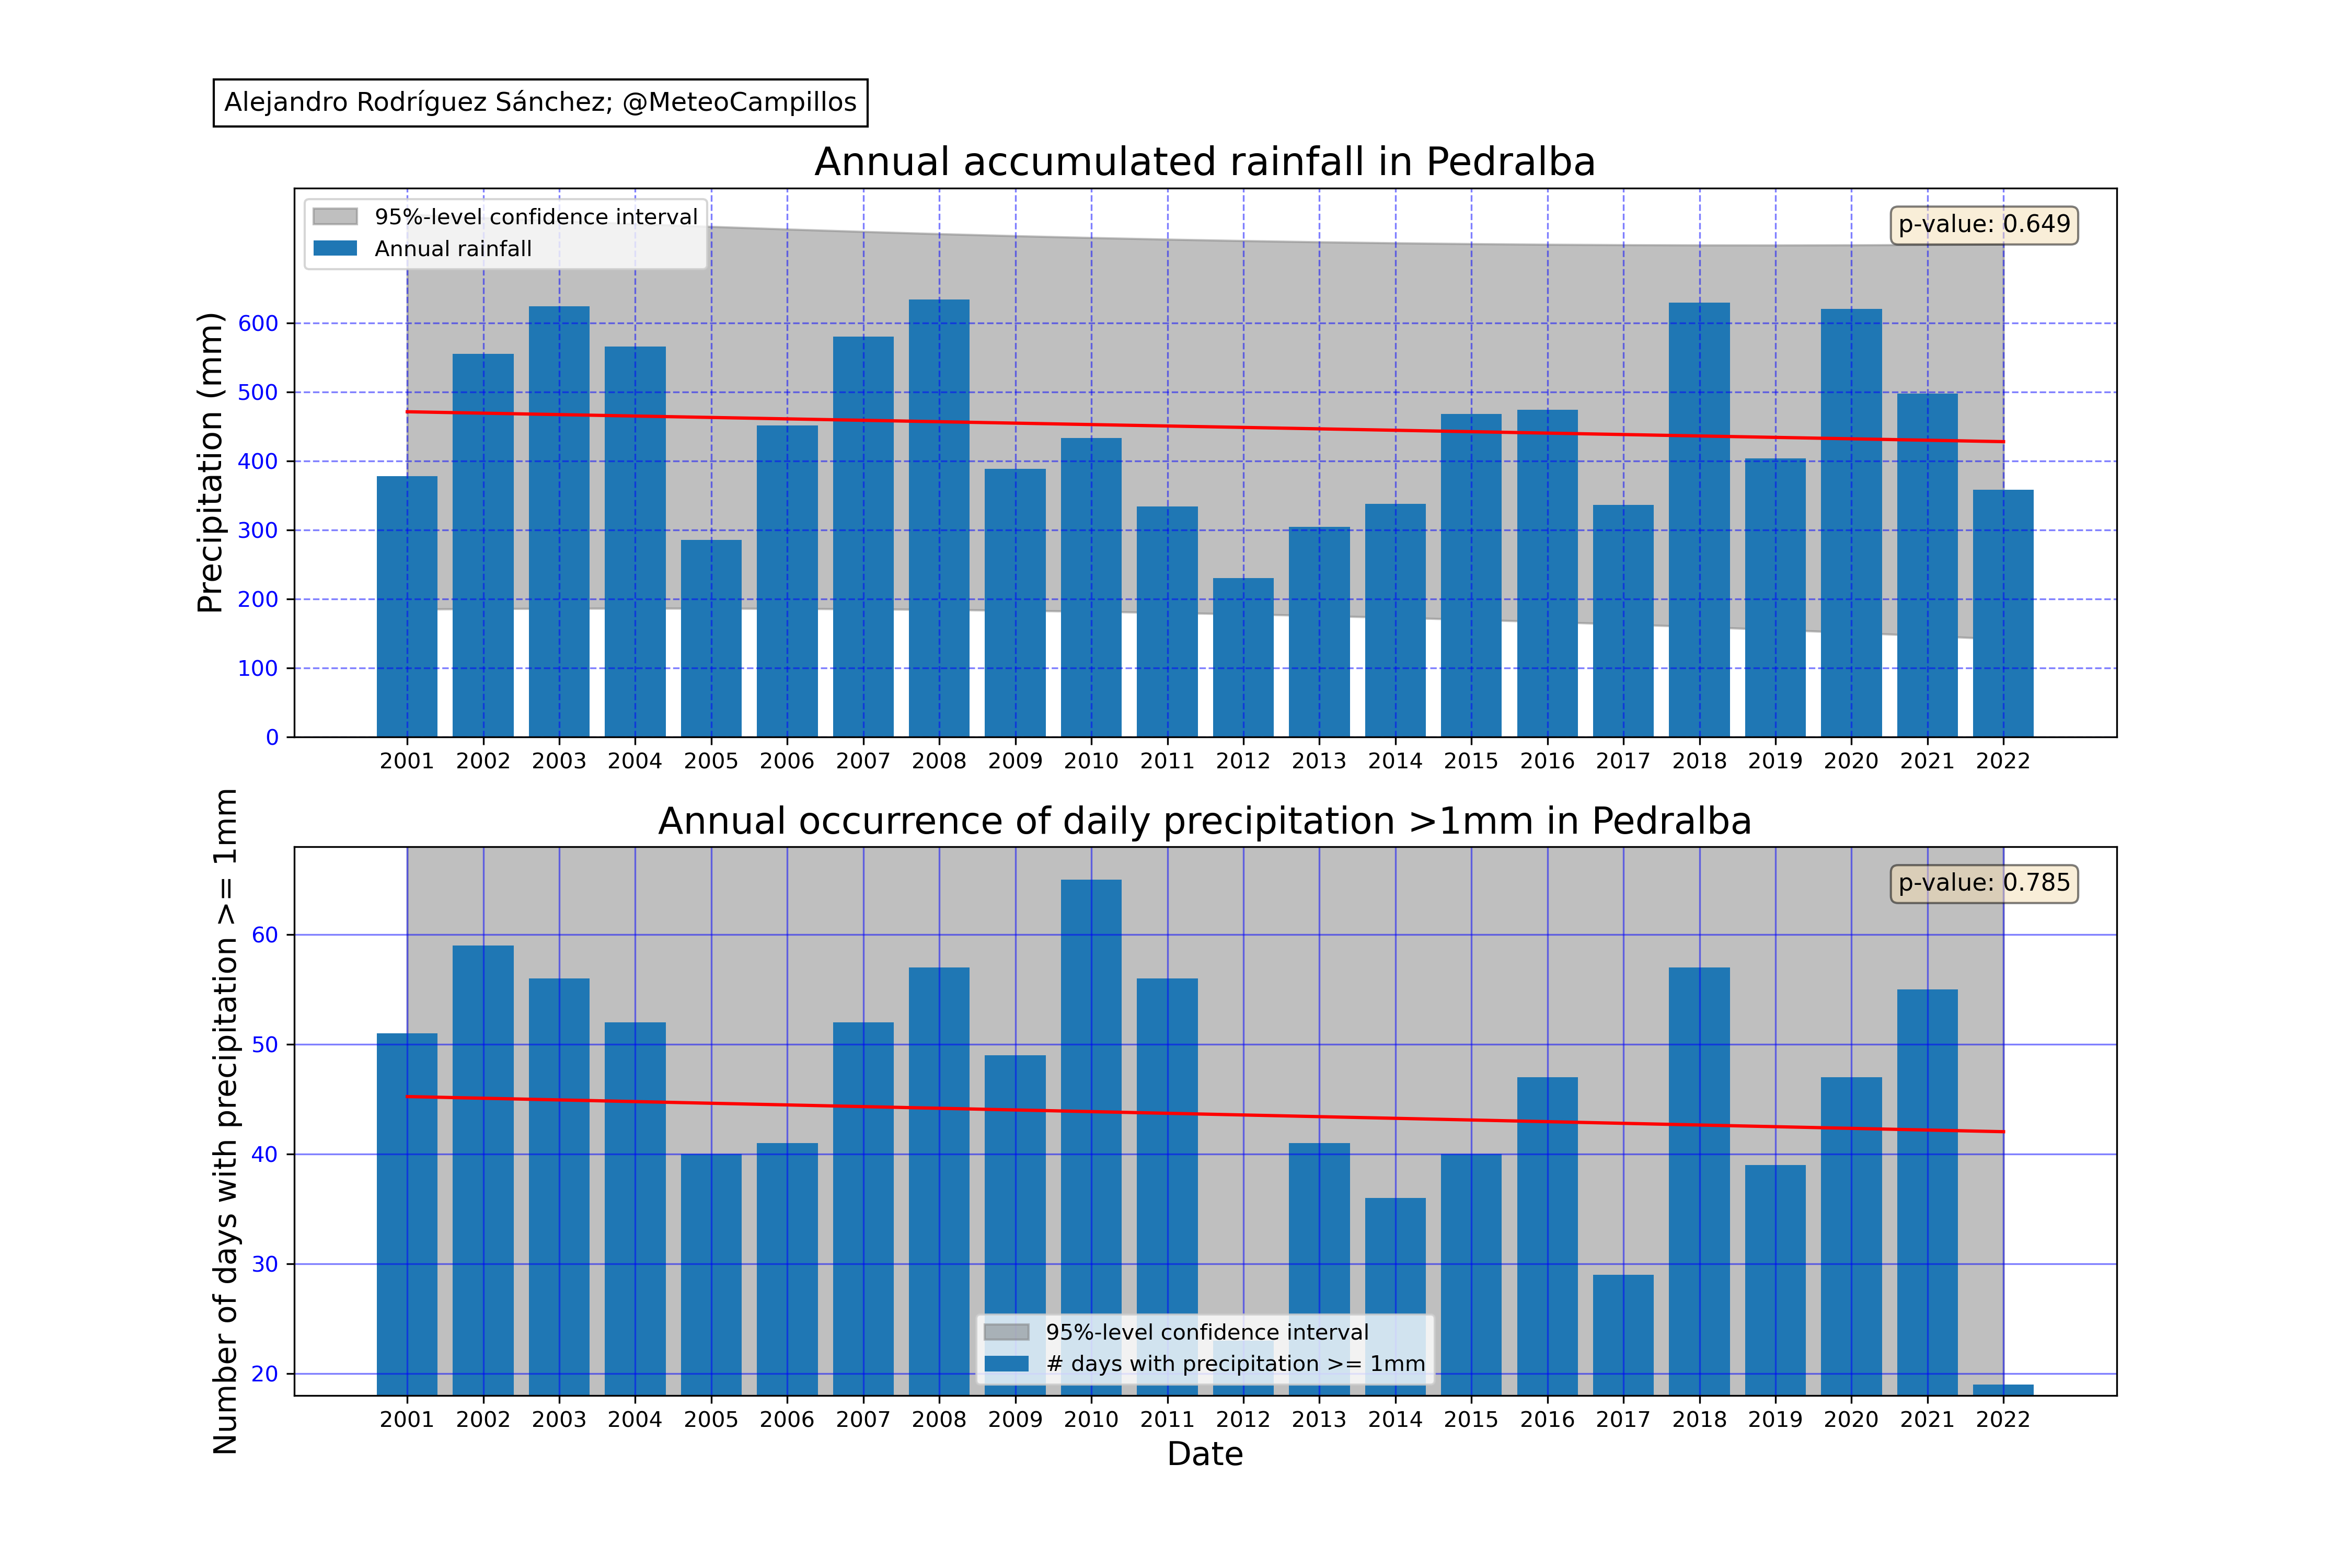 Alejandro Rodríguez Sánchez; @MeteoCampillos
Annual accumulated rainfall in Pedralba
95%-level confidence interval
Annual rainfall
p-value: 0.649
Precipitation (mm)
600
500
400
300
200
100
0
2001 2002 2003 2004 2005 2006 2007 2008 2009 2010 2011 2012 2013 2014 2015 2016 2017 2018 2019 2020 2021 2022
Annual occurrence of daily precipitation >1mm in Pedralba
p-value: 0.785
Number of days with precipitation >= 1mm
60
50
40
30
20
95%-level confidence interval
# days with precipitation >= 1mm
2001 2002 2003 2004 2005 2006 2007 2008 2009 2010 2011 2012 2013 2014 2015 2016 2017 2018 2019 2020 2021 2022
Date